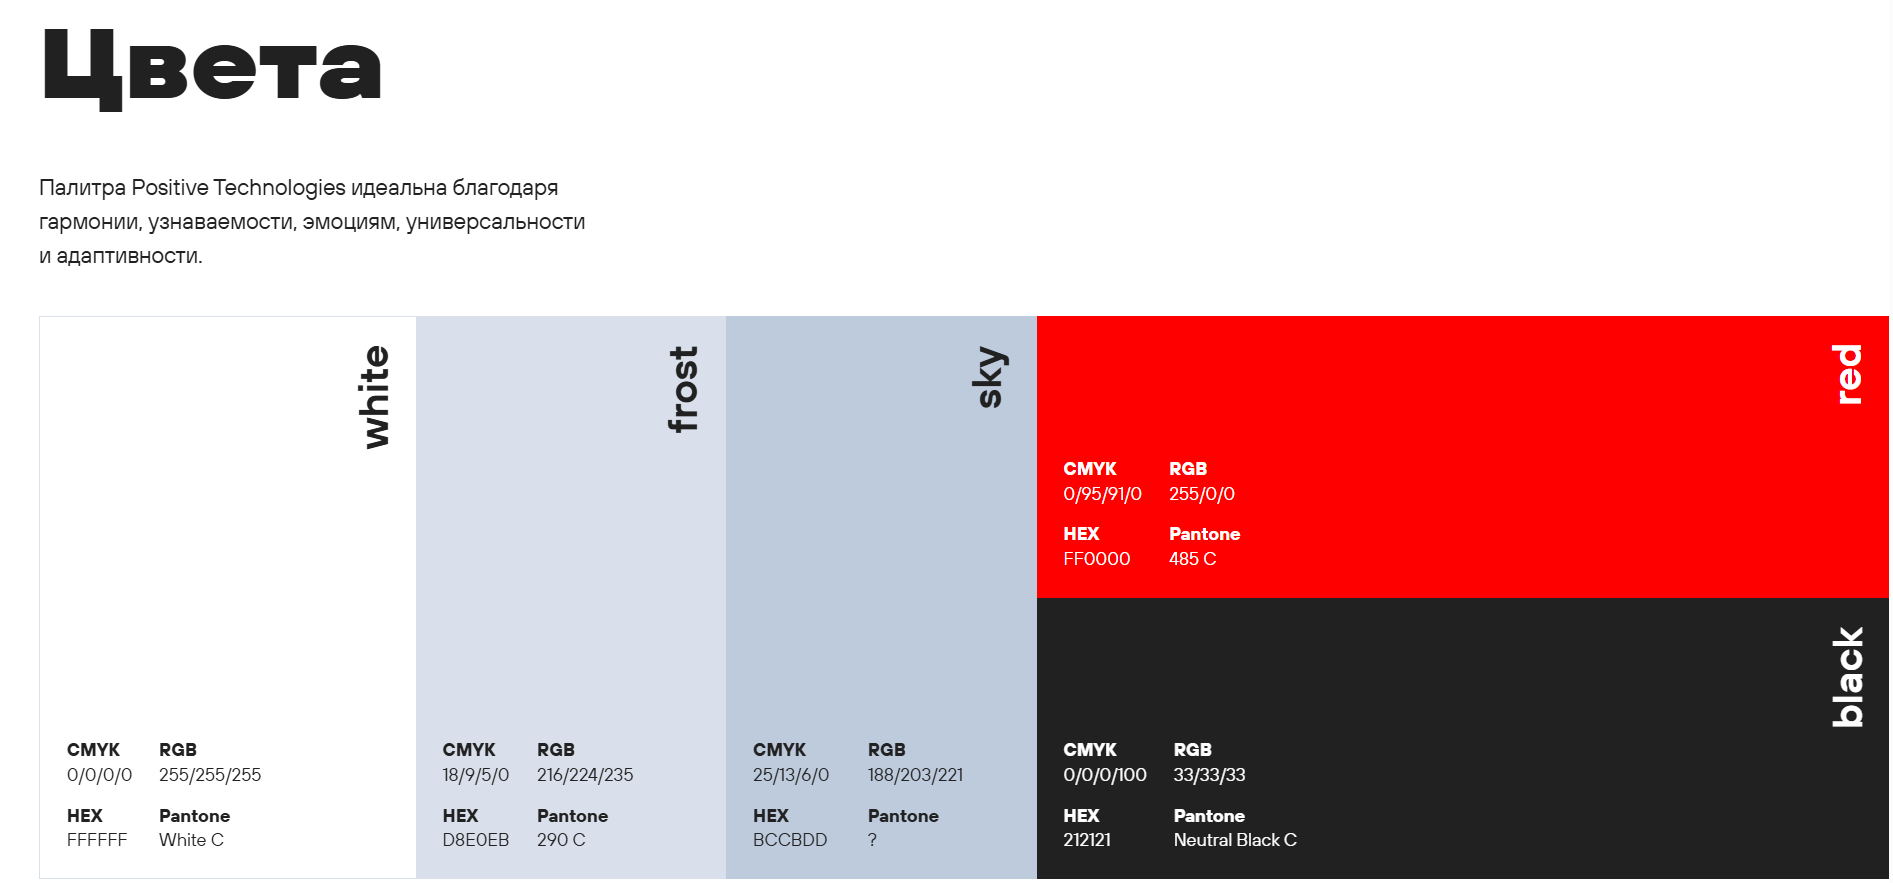 Цвета
Палитра Positive Technologies идеальна благодаря
гармонии, узнаваемости, эмоциям, универсальности
и адаптивности.
white
CMYK
0/0/0/0
RGB
255/255/255
HEX
FFFFFF
Pantone
White C
frost
CMYK
18/9/5/0
RGB
216/224/235
HEX
D8E0EB
Pantone
290 C
sky
CMYK
25/13/6/0
RGB
188/203/221
HEX
BCCBDD
Pantone
?
red
CMYK
0/95/91/0
RGB
255/0/0
HEX
FF0000
Pantone
485 C
black
CMYK
0/0/0/100
RGB
33/33/33
HEX
212121
Pantone
Neutral Black C